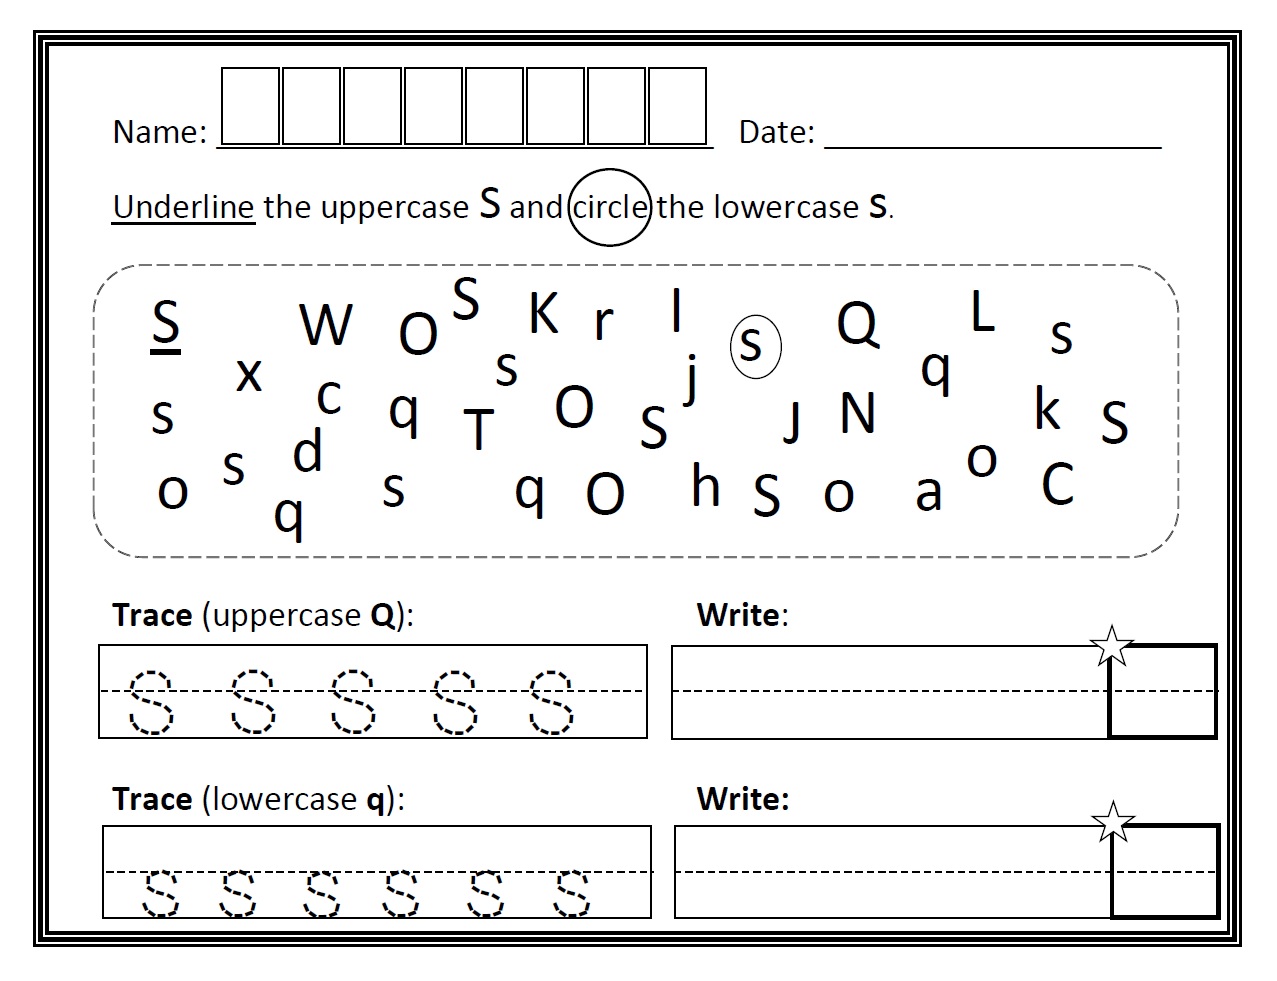 Name: Date:
Underline the uppercase S and circle the lowercase s.
S W O S K r l s Q L s
x c q s j q
s d T O S J N k S
o s q s q O h S o a o C
Trace (uppercase Q): Write:
S S S S S
Trace (lowercase q): Write:
s s s s s s